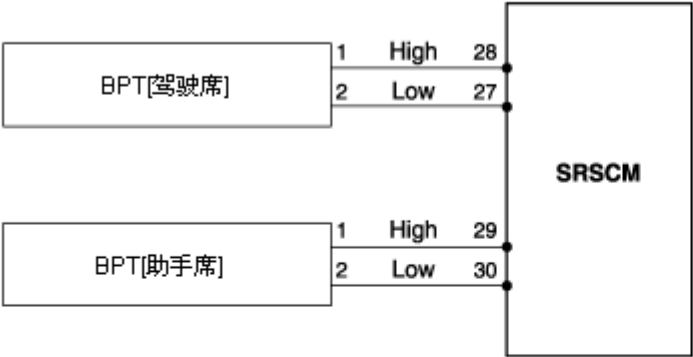 1 High 28
BPT[驾驶席]
2 Low 27
SRSCM
1 High 29
BPT[助手席]
2 Low 30